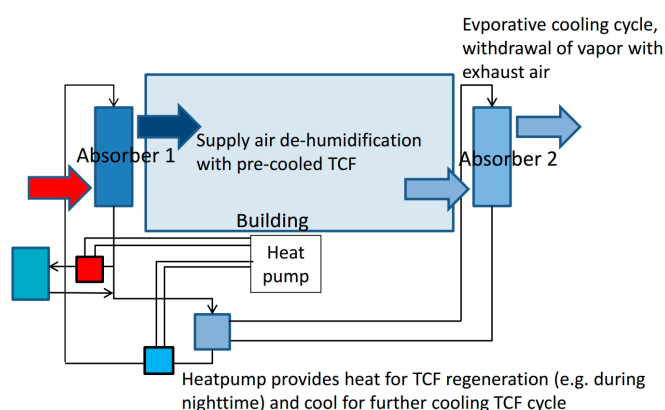 Evporative cooling cycle,
withdrawal of vapor with
exhaust air
Absorber 1
Supply air de-humidification
with pre-cooled TCF
Absorber 2
Building
Heat
pump
Heatpump provides heat for TCF regeneration (e.g. during
nighttime) and cool for further cooling TCF cycle